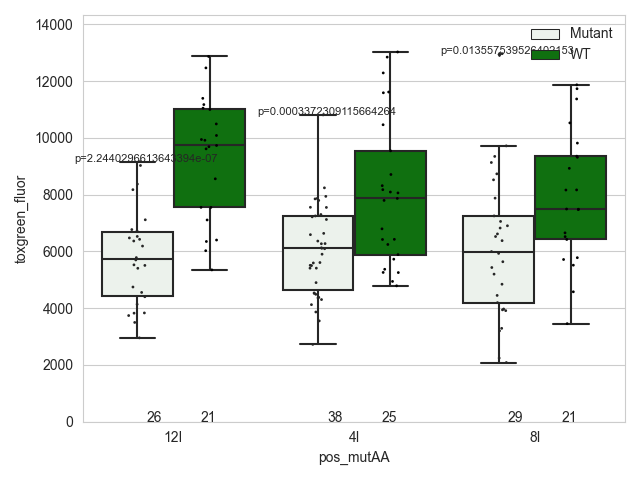 14000
12000
10000
8000
6000
4000
2000
0
toxgreen_fluor
Mutant
WT
p=0.013557539526402153
p=0.0003372309115664264
p=2.2440296613643394e-07
26 21 38 25 29 21
12I 4I 8I
pos_mutAA